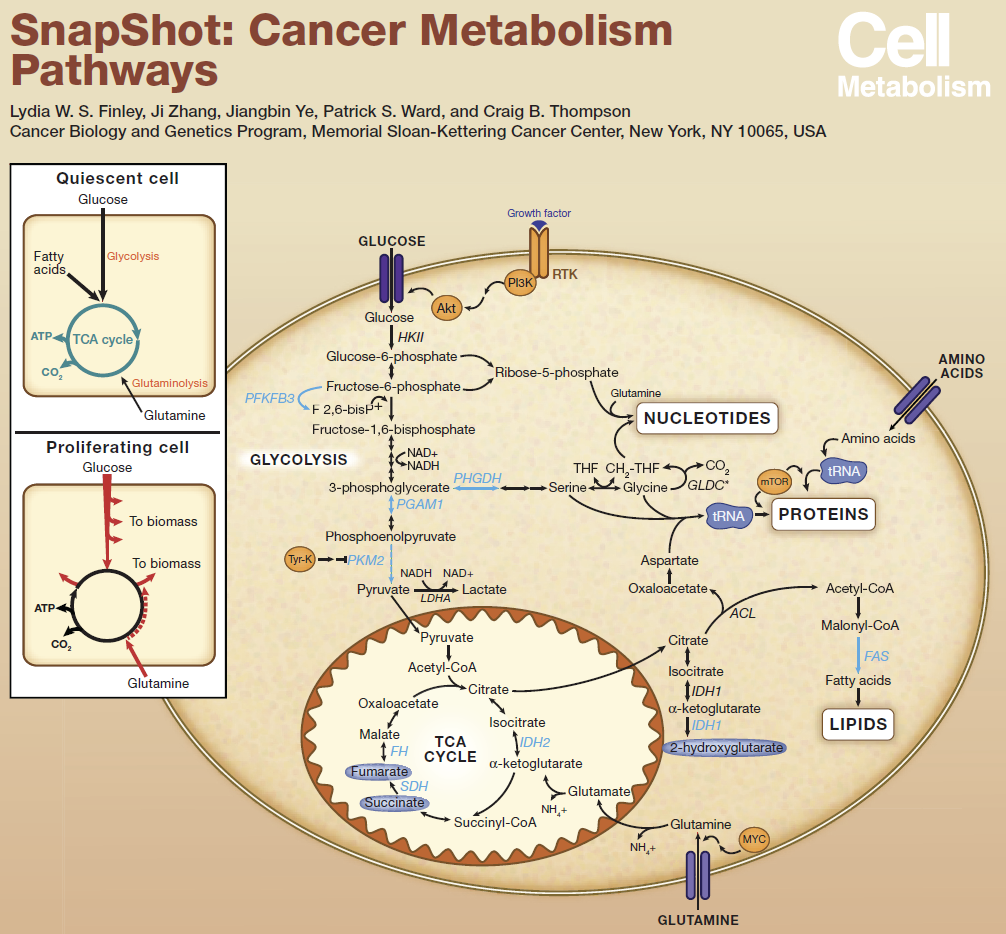 SnapShot: Cancer Metabolism
Pathways
Cell
Metabolism
Lydia W. S. Finley, Ji Zhang, Jiangbin Ye, Patrick S. Ward, and Craig B. Thompson
Cancer Biology and Genetics Program, Memorial Sloan-Kettering Cancer Center, New York, NY 10065, USA
Quiescent cell
Glucose
Fatty
acids
Glycolysis
ATP
TCA cycle
CO2
Glutaminolysis
Glutamine
Proliferating cell
Glucose
To biomass
To biomass
ATP
CO2
Glutamine
Growth factor
GLUCOSE
RTK
PI3K
Akt
Glucose
HKII
Glucose-6-phosphate
Ribose-5-phosphate
Fructose-6-phosphate
PFKFB3
F 2,6-bisP+
Fructose-1,6-bisphosphate
Glutamine
NUCLEOTIDES
AMINO
ACIDS
Amino acids
GLYCOLYSIS
NAD+
NADH
THF CH2-THF
CO2
GLDC*
mTOR
tRNA
3-phosphoglycerate
PHGDH
Serine
Glycine
PGAM1
tRNA
PROTEINS
Phosphoenolpyruvate
Tyr-K
PKM2
Aspartate
NADH NAD+
Pyruvate
LDHA
Lactate
Oxaloacetate
Acetyl-CoA
ACL
Malonyl-CoA
Pyruvate
Citrate
FAS
Acetyl-CoA
Isocitrate
Fatty acids
Citrate
IDH1
Oxaloacetate
α-ketoglutarate
LIPIDS
Isocitrate
IDH1
Malate
TCA
CYCLE
IDH2
2-hydroxyglutarate
FH
α-ketoglutarate
Fumarate
SDH
Glutamate
Succinate
NH4+
Succinyl-CoA
Glutamine
MYC
NH4+
GLUTAMINE